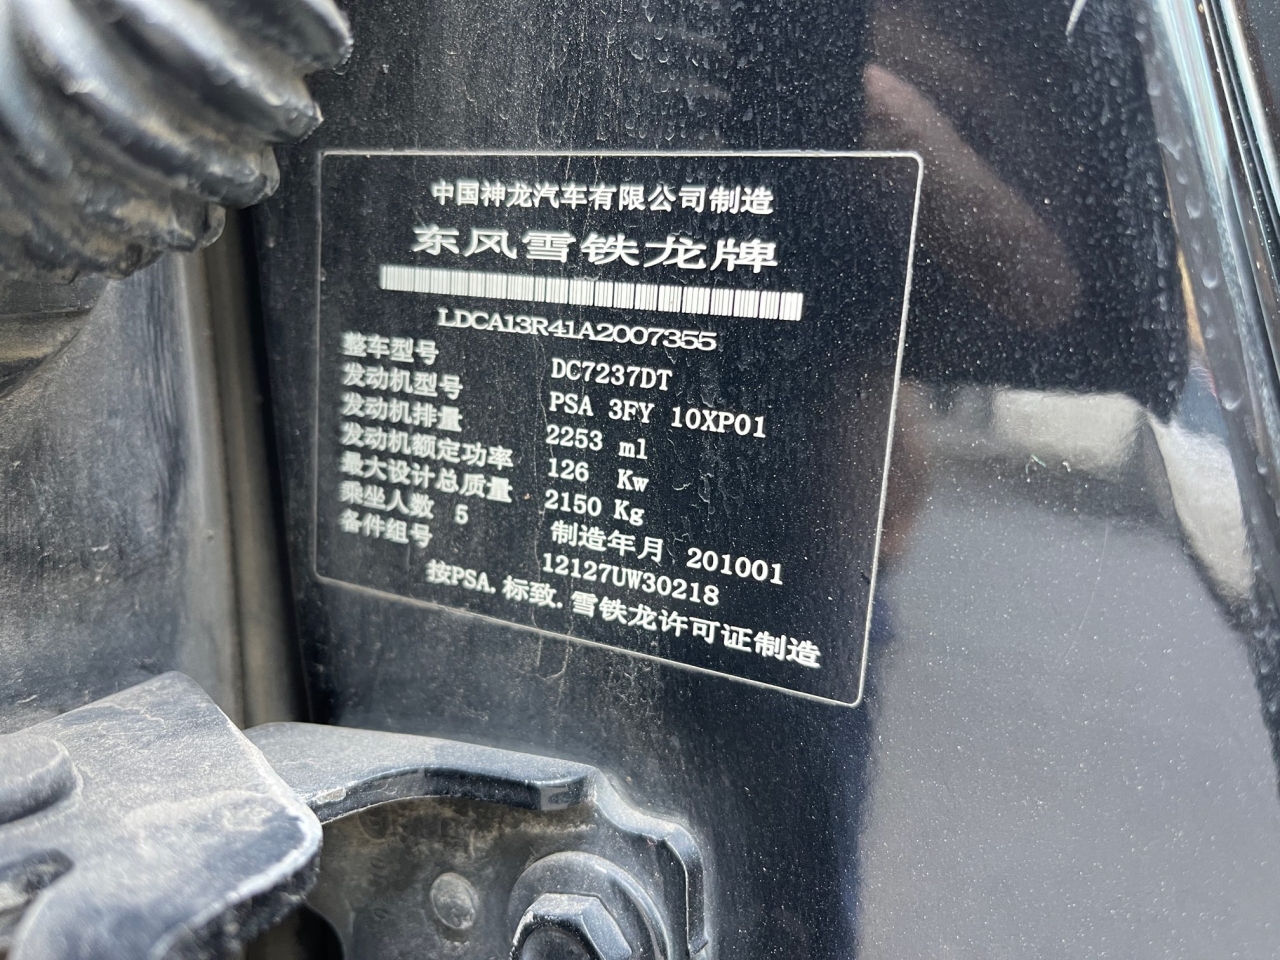 中国神龙汽车有限公司制造
东风雪铁龙牌
LDCA13R41A2007355
整车型号 DC7237DT
发动机型号 PSA 3FY 10XP01
发动机排量 2253 ml
发动机额定功率 126 Kw
最大设计总质量 2150 Kg
乘坐人数 5 制造年月 201001
备件组号 12127UW30218
按PSA.标致.雪铁龙许可证制造